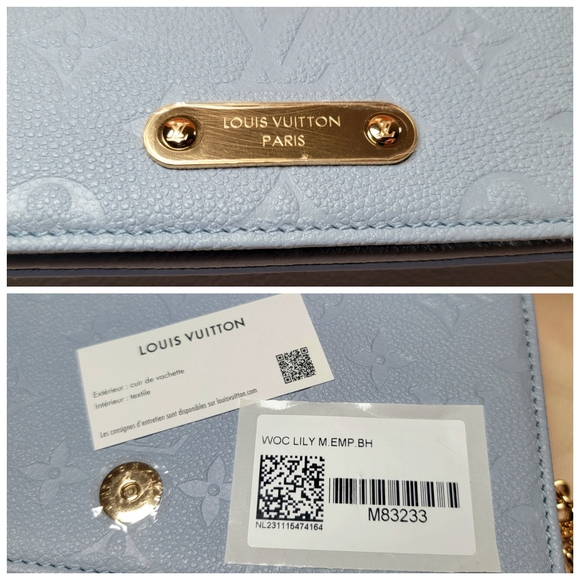 LOUIS VUITTON
PARIS
LOUIS VUITTON
Extérieur : cuir de vachette
Intérieur : textile
Les consignes d'entretien sont disponibles sur louisvuitton.com
WOC LILY M.EMP.BH
NL231115474164
M83233